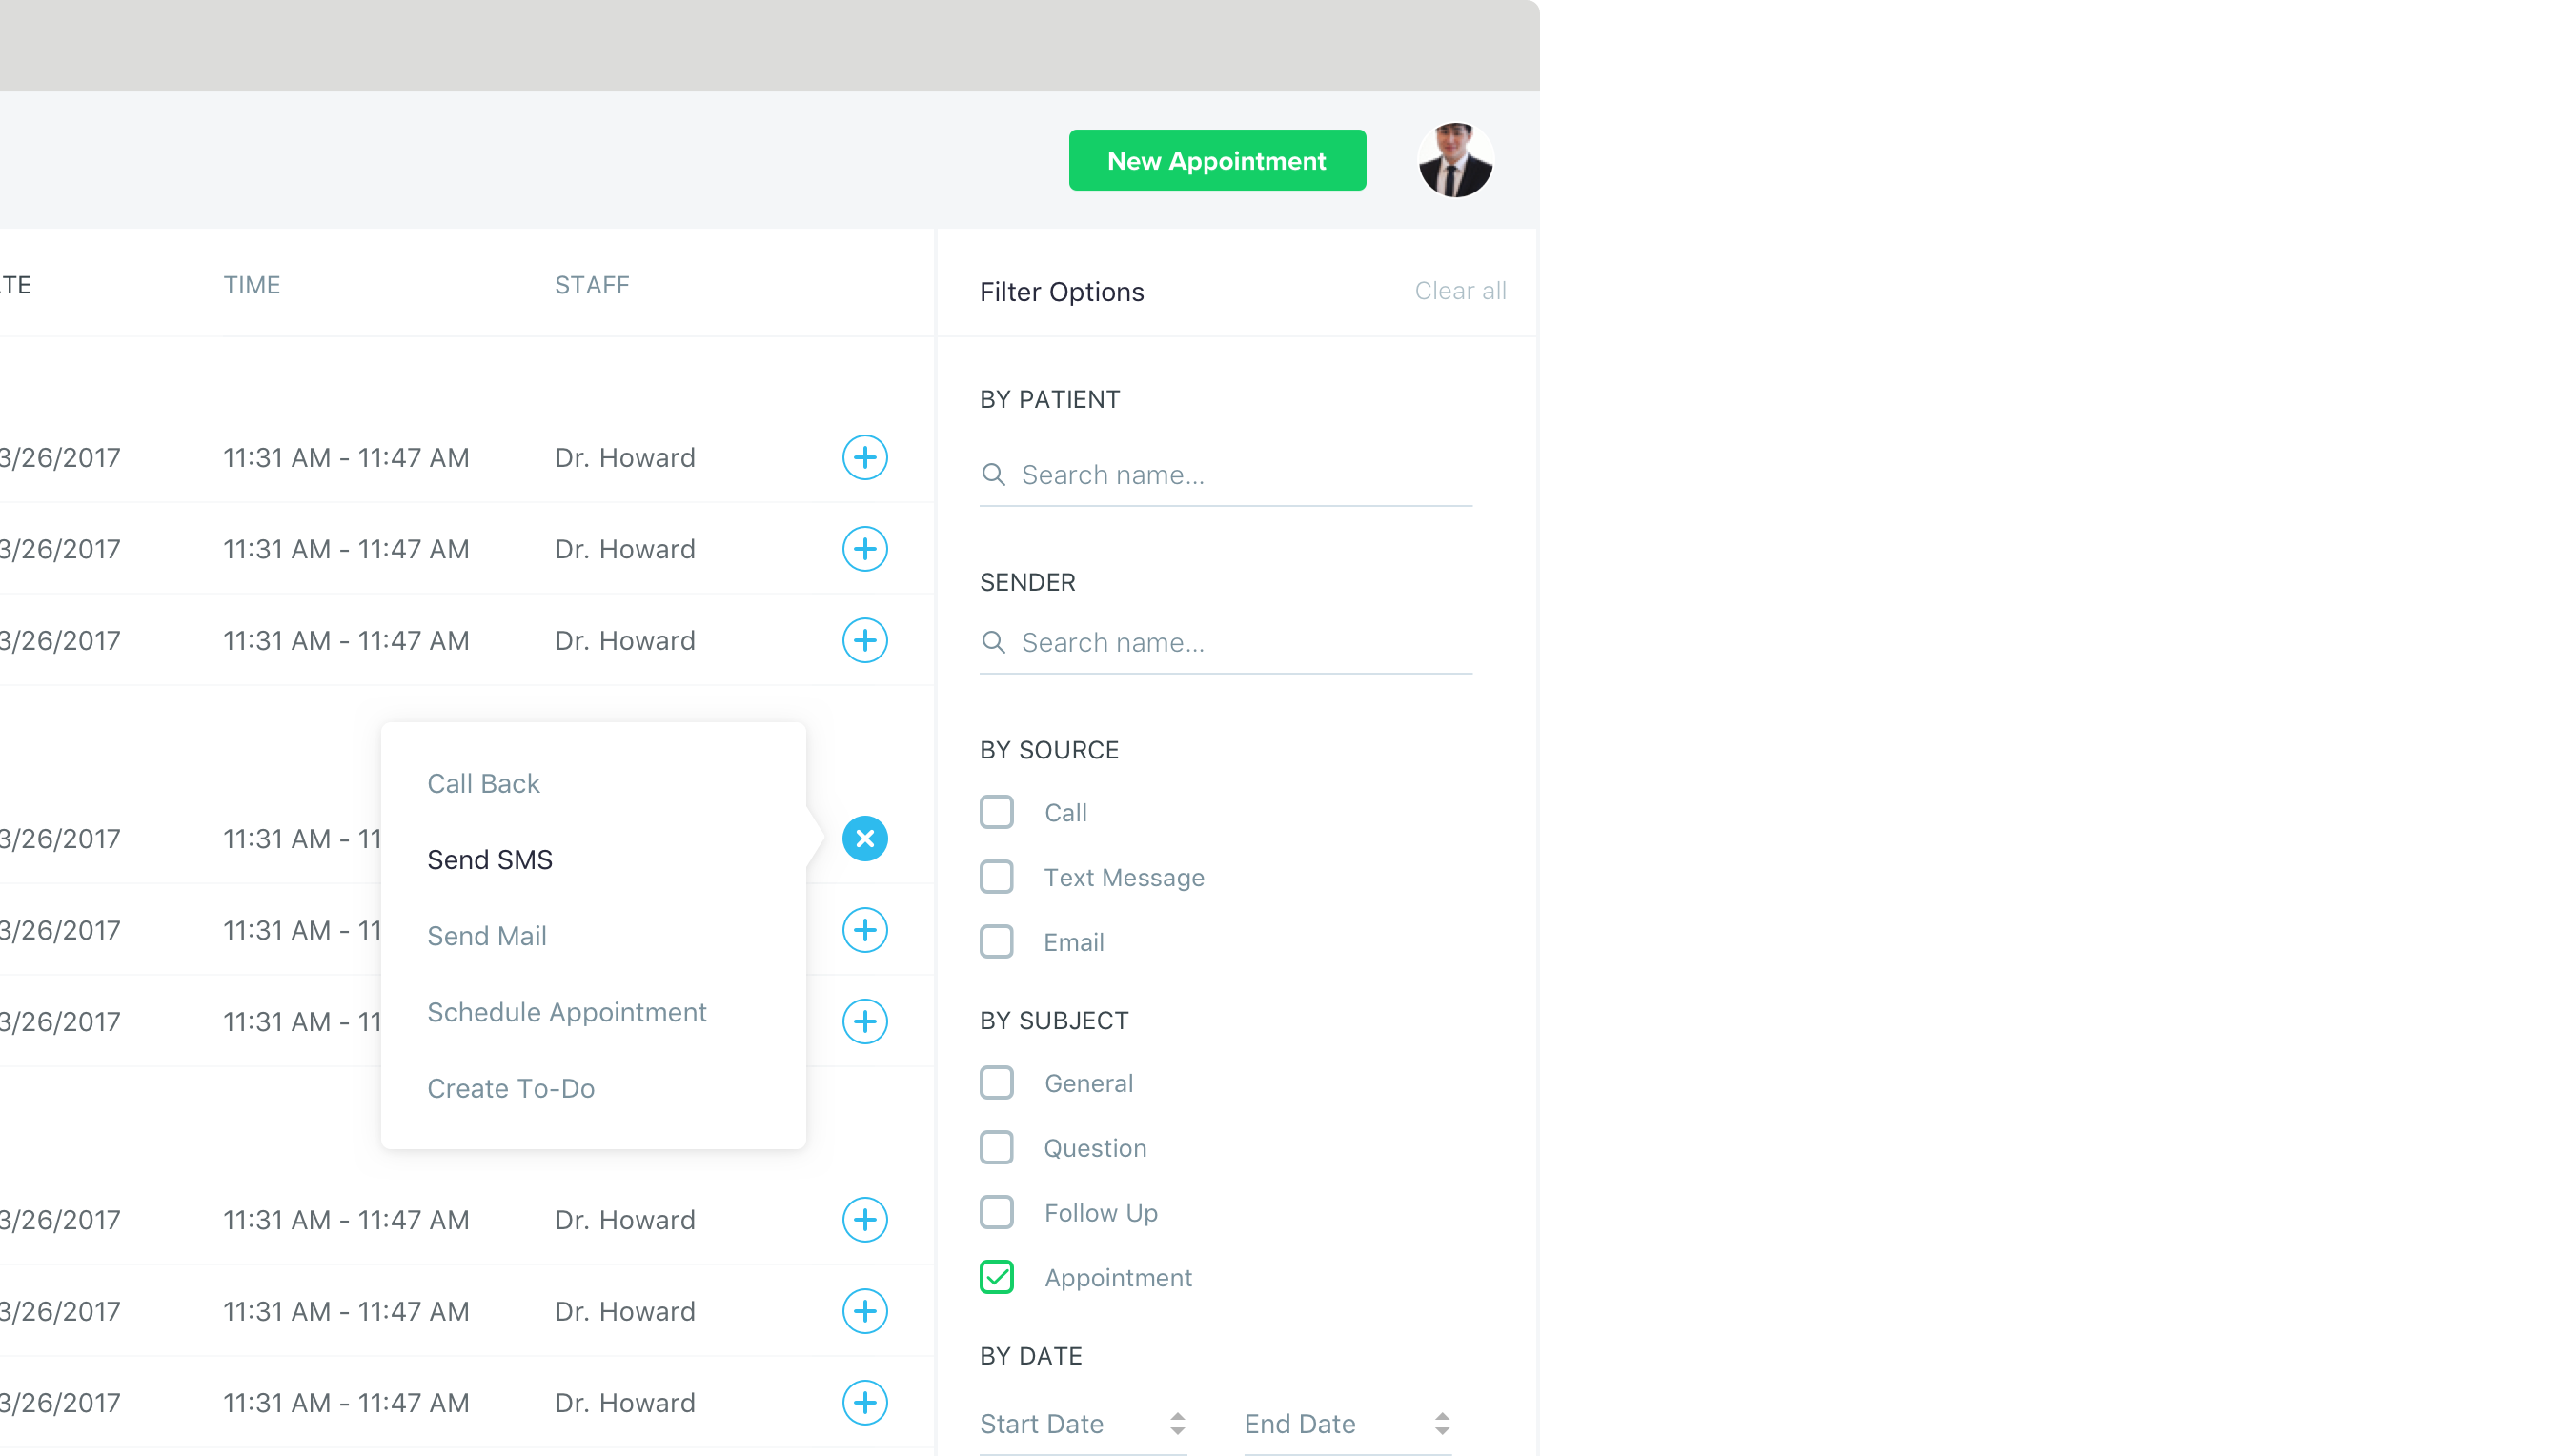 New Appointment
TE TIME STAFF
Filter Options Clear all
BY PATIENT
3/26/2017 11:31 AM - 11:47 AM Dr. Howard
Search name...
3/26/2017 11:31 AM - 11:47 AM Dr. Howard
SENDER
3/26/2017 11:31 AM - 11:47 AM Dr. Howard
Search name...
BY SOURCE
Call Back
Call
3/26/2017 11:31 AM - 11
Send SMS
Text Message
3/26/2017 11:31 AM - 11
Send Mail
Email
3/26/2017 11:31 AM - 11
Schedule Appointment
BY SUBJECT
Create To-Do
General
Question
3/26/2017 11:31 AM - 11:47 AM Dr. Howard
Follow Up
Appointment
3/26/2017 11:31 AM - 11:47 AM Dr. Howard
BY DATE
3/26/2017 11:31 AM - 11:47 AM Dr. Howard
Start Date End Date